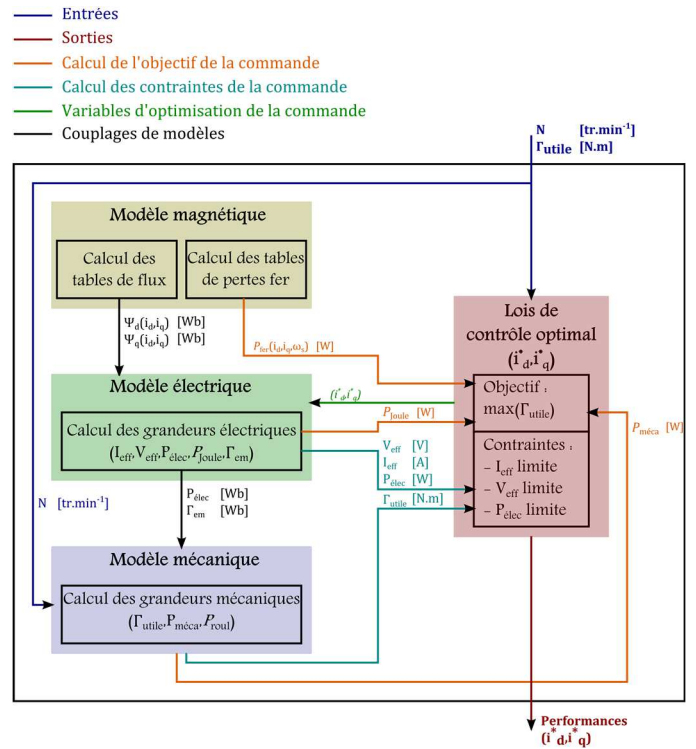 Entrées
Sorties
Calcul de l'objectif de la commande
Calcul des contraintes de la commande
Variables d'optimisation de la commande
Couplages de modèles
N [tr.min⁻¹]
Γutile [N.m]
Modèle magnétique
Calcul des
tables de flux
Calcul des tables
de pertes fer
Ψd(id,iq) [Wb]
Ψq(id,iq) [Wb]
Pfer(id,iq,ωs) [W]
Lois de
contrôle optimal
(i*d,i*q)
Objectif :
max(Γutile)
Contraintes :
- Ieff limite
- Veff limite
- Pélec limite
Modèle électrique
(i*d,i*q)
Calcul des grandeurs électriques
(Ieff,Veff,Pélec,PJoule,Γem)
PJoule [W]
Pméca [W]
Veff [V]
Ieff [A]
Pélec [W]
Γutile [N.m]
Pélec [Wb]
Γem [Wb]
N [tr.min⁻¹]
Modèle mécanique
Calcul des grandeurs mécaniques
(Γutile,Pméca,Proul)
Performances
(i*d,i*q)